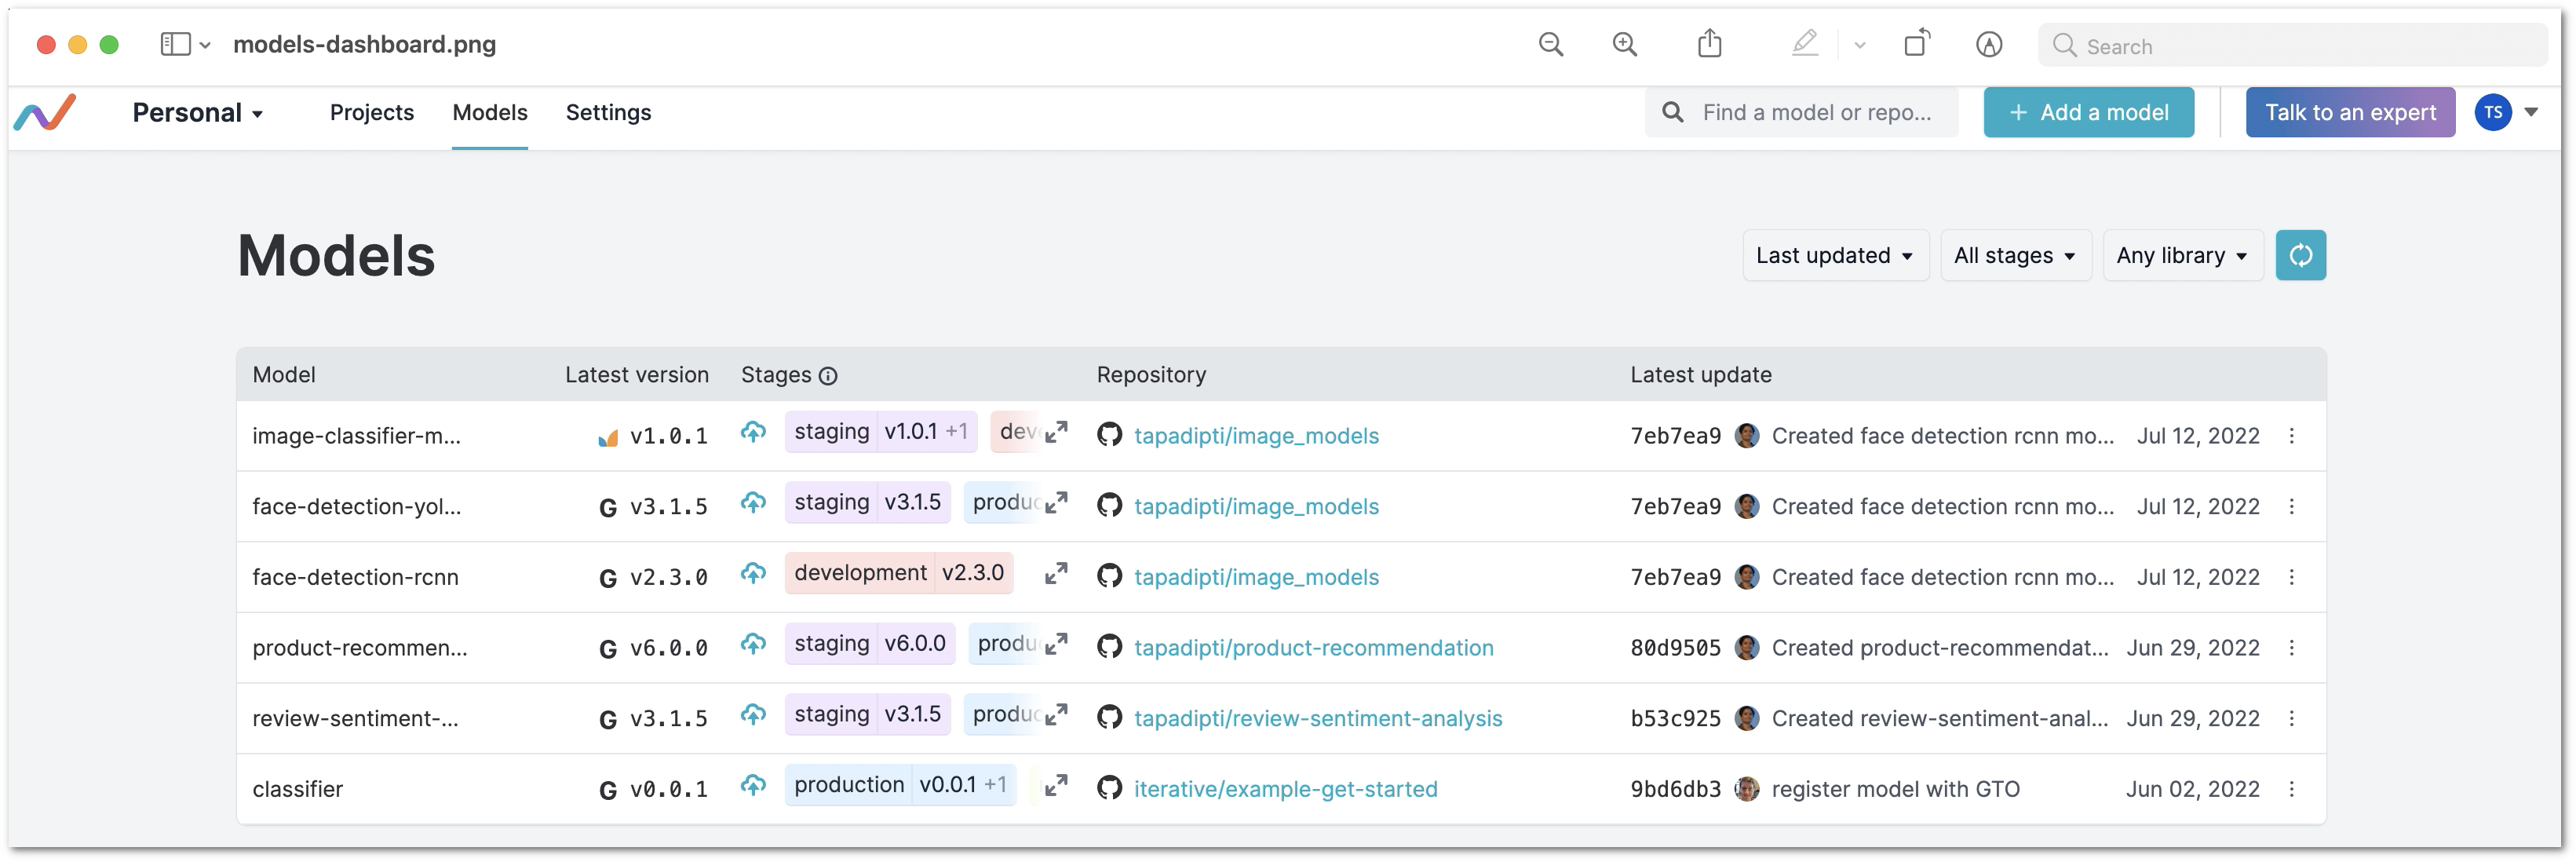 models-dashboard.png Search
Personal Projects Models Settings Find a model or repo... + Add a model Talk to an expert TS
Models
Last updated All stages Any library
Model Latest version Stages Repository Latest update
image-classifier-m... v1.0.1 staging v1.0.1 +1 dev tapadipti/image_models 7eb7ea9 Created face detection rcnn mo... Jul 12, 2022
face-detection-yol... G v3.1.5 staging v3.1.5 produc tapadipti/image_models 7eb7ea9 Created face detection rcnn mo... Jul 12, 2022
face-detection-rcnn G v2.3.0 development v2.3.0 tapadipti/image_models 7eb7ea9 Created face detection rcnn mo... Jul 12, 2022
product-recommen... G v6.0.0 staging v6.0.0 produ tapadipti/product-recommendation 80d9505 Created product-recommendat... Jun 29, 2022
review-sentiment-... G v3.1.5 staging v3.1.5 produc tapadipti/review-sentiment-analysis b53c925 Created review-sentiment-anal... Jun 29, 2022
classifier G v0.0.1 production v0.0.1 +1 iterative/example-get-started 9bd6db3 register model with GTO Jun 02, 2022